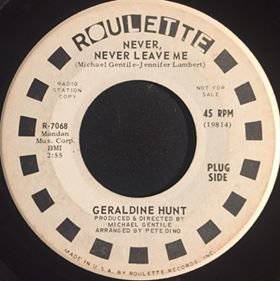 ROULETTE
NEVER,
NEVER LEAVE ME
(Michael Gentile-Jennifer Lambert)
RADIO
STATION
COPY
NOT FOR
SALE
R-7068
Mandan
Mus. Corp.
BMI
2:55
45 RPM
(19814)
PLUG
SIDE
GERALDINE HUNT
PRODUCED & DIRECTED BY
MICHAEL GENTILE
ARRANGED BY PETE DINO
MADE IN U.S.A. BY ROULETTE RECORDS, INC.